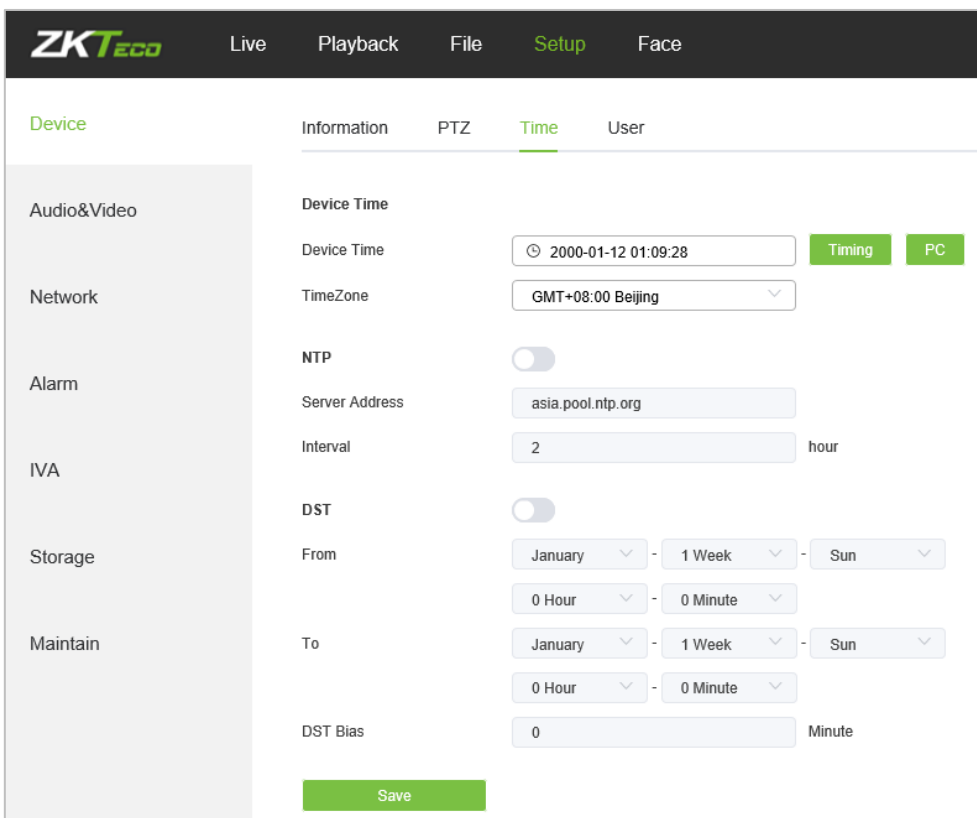 ZKTeco Live Playback File Setup Face
Device
Information PTZ Time User
Audio&Video
Network
Alarm
IVA
Storage
Maintain
Device Time
Device Time 2000-01-12 01:09:28 Timing PC
TimeZone GMT+08:00 Beijing
NTP
Server Address asia.pool.ntp.org
Interval 2 hour
DST
From January - 1 Week - Sun
0 Hour - 0 Minute
To January - 1 Week - Sun
0 Hour - 0 Minute
DST Bias 0 Minute
Save